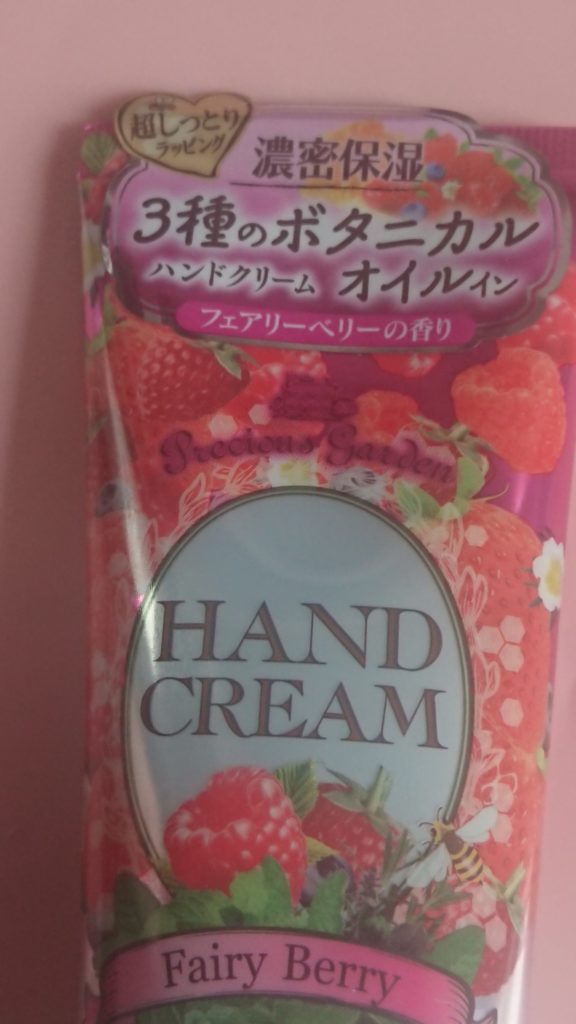 超しっとり
ラッピング
濃密保湿
3種のボタニカル
ハンドクリーム オイルイン
フェアリーベリーの香り
Precious Garden
HAND
CREAM
Fairy Berry